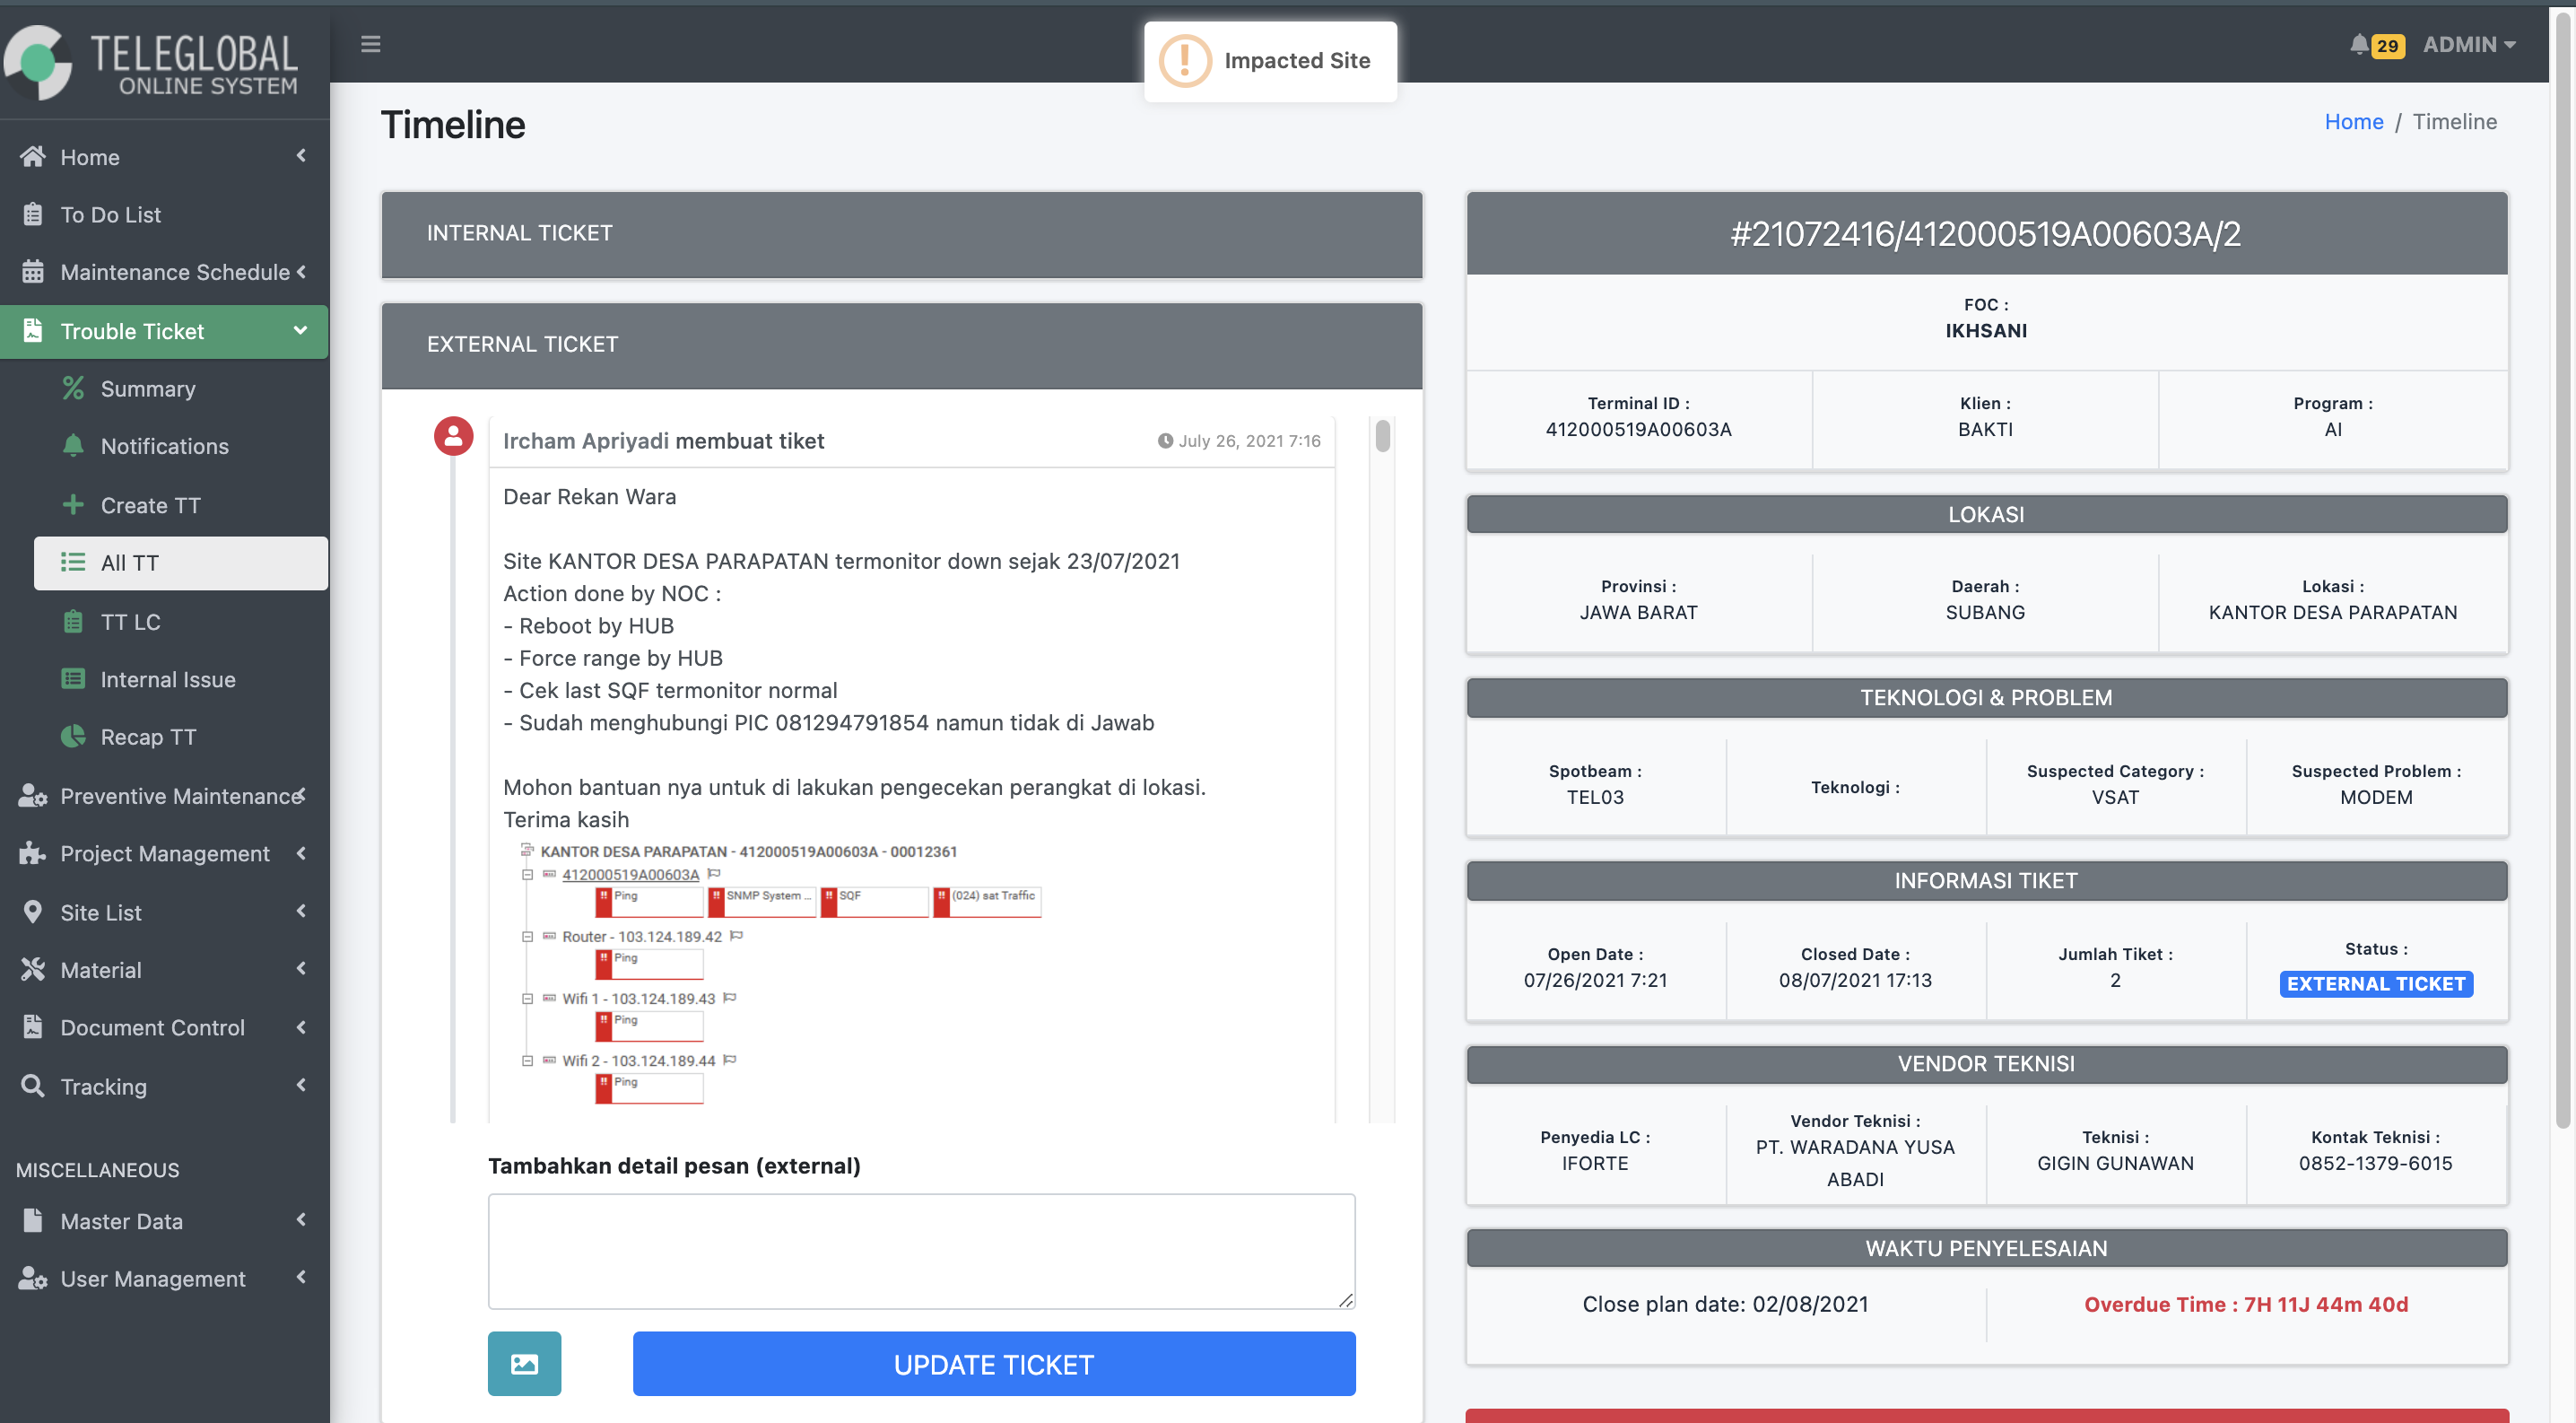 TELEGLOBAL
ONLINE SYSTEM
Home
To Do List
Maintenance Schedule
Trouble Ticket
Summary
Notifications
Create TT
All TT
TT LC
Internal Issue
Recap TT
Preventive Maintenance
Project Management
Site List
Material
Document Control
Tracking
MISCELLANEOUS
Master Data
User Management
Impacted Site
29
ADMIN
Timeline
Home / Timeline
INTERNAL TICKET
EXTERNAL TICKET
Ircham Apriyadi membuat tiket
July 26, 2021 7:16
Dear Rekan Wara
Site KANTOR DESA PARAPATAN termonitor down sejak 23/07/2021
Action done by NOC :
- Reboot by HUB
- Force range by HUB
- Cek last SQF termonitor normal
- Sudah menghubungi PIC 081294791854 namun tidak di Jawab
Mohon bantuan nya untuk di lakukan pengecekan perangkat di lokasi.
Terima kasih
KANTOR DESA PARAPATAN - 412000519A00603A - 00012361
412000519A00603A
!! Ping !! SNMP System ... !! SQF !! (024) sat Traffic
Router - 103.124.189.42
!! Ping
Wifi 1 - 103.124.189.43
!! Ping
Wifi 2 - 103.124.189.44
!! Ping
Tambahkan detail pesan (external)
UPDATE TICKET
#21072416/412000519A00603A/2
FOC :
IKHSANI
Terminal ID :
412000519A00603A
Klien :
BAKTI
Program :
AI
LOKASI
Provinsi :
JAWA BARAT
Daerah :
SUBANG
Lokasi :
KANTOR DESA PARAPATAN
TEKNOLOGI & PROBLEM
Spotbeam :
TEL03
Teknologi :
Suspected Category :
VSAT
Suspected Problem :
MODEM
INFORMASI TIKET
Open Date :
07/26/2021 7:21
Closed Date :
08/07/2021 17:13
Jumlah Tiket :
2
Status :
EXTERNAL TICKET
VENDOR TEKNISI
Penyedia LC :
IFORTE
Vendor Teknisi :
PT. WARADANA YUSA
ABADI
Teknisi :
GIGIN GUNAWAN
Kontak Teknisi :
0852-1379-6015
WAKTU PENYELESAIAN
Close plan date: 02/08/2021
Overdue Time : 7H 11J 44m 40d